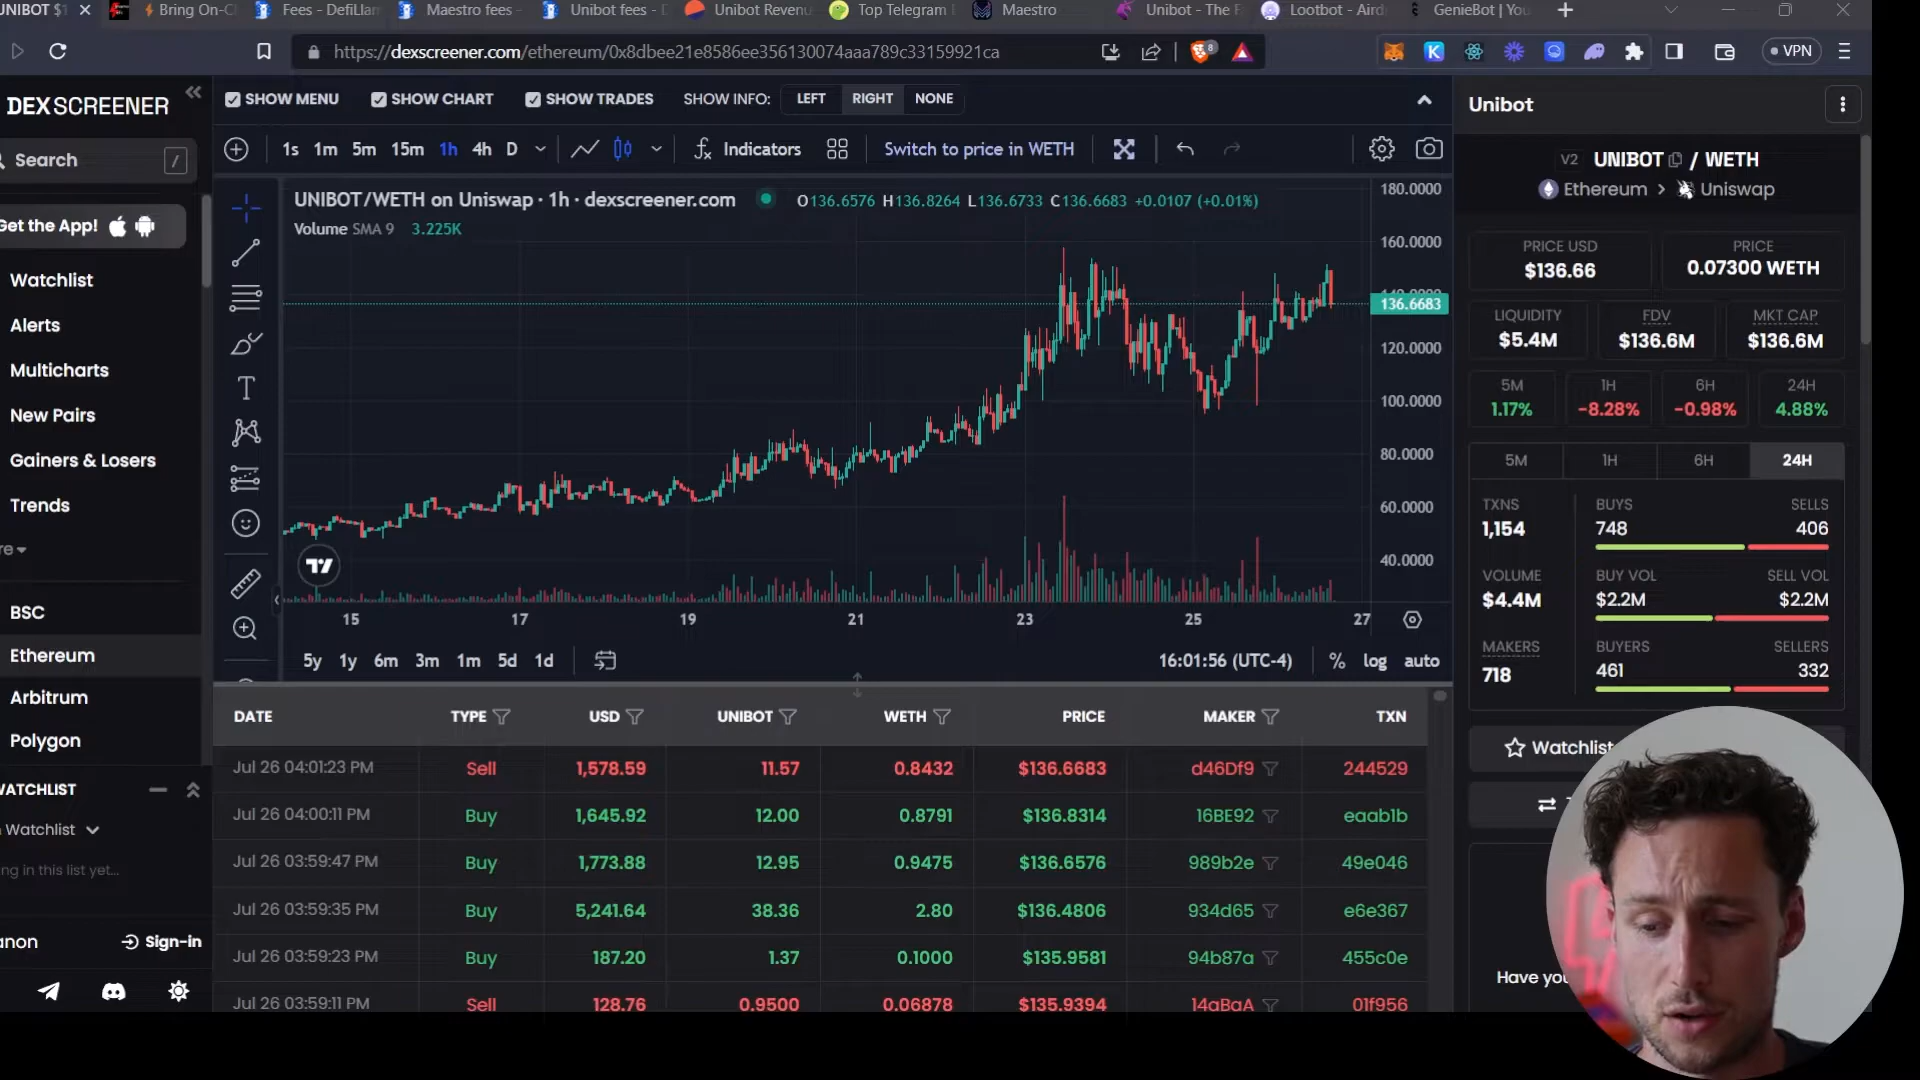 UNIBOT $1
Bring On-C
Fees - DefiLlam
Maestro fees
Unibot fees - D
Unibot Revenu
Top Telegram
Maestro
Unibot - The F
Lootbot - Aird
GenieBot | You
https://dexscreener.com/ethereum/0x8dbee21e8586ee356130074aaa789c33159921ca
8
VPN
DEXSCREENER
Search
/
Get the App!
Watchlist
Alerts
Multicharts
New Pairs
Gainers & Losers
Trends
re
BSC
Ethereum
Arbitrum
Polygon
WATCHLIST
Watchlist
ng in this list yet...
anon
Sign-in
SHOW MENU
SHOW CHART
SHOW TRADES
SHOW INFO:
LEFT
RIGHT
NONE
1s 1m 5m 15m 1h 4h D
Indicators
Switch to price in WETH
UNIBOT/WETH on Uniswap · 1h · dexscreener.com
O136.6576 H136.8264 L136.6733 C136.6683 +0.0107 (+0.01%)
Volume SMA 9 3.225K
180.0000
160.0000
136.6683
120.0000
100.0000
80.0000
60.0000
40.0000
15 17 19 21 23 25 27
5y 1y 6m 3m 1m 5d 1d
16:01:56 (UTC-4)
% log auto
DATE TYPE USD UNIBOT WETH PRICE MAKER TXN
Jul 26 04:01:23 PM Sell 1,578.59 11.57 0.8432 $136.6683 d46Df9 244529
Jul 26 04:00:11 PM Buy 1,645.92 12.00 0.8791 $136.8314 16BE92 eaab1b
Jul 26 03:59:47 PM Buy 1,773.88 12.95 0.9475 $136.6576 989b2e 49e046
Jul 26 03:59:35 PM Buy 5,241.64 38.36 2.80 $136.4806 934d65 e6e367
Jul 26 03:59:23 PM Buy 187.20 1.37 0.1000 $135.9581 94b87a 455c0e
Jul 26 03:59:11 PM Sell 128.76 0.9500 0.06878 $135.9394 14aBaA 01f956
Unibot
V2 UNIBOT / WETH
Ethereum > Uniswap
PRICE USD
$136.66
PRICE
0.07300 WETH
LIQUIDITY
$5.4M
FDV
$136.6M
MKT CAP
$136.6M
5M
1.17%
1H
-8.28%
6H
-0.98%
24H
4.88%
5M 1H 6H 24H
TXNS
1,154
BUYS
748
SELLS
406
VOLUME
$4.4M
BUY VOL
$2.2M
SELL VOL
$2.2M
MAKERS
718
BUYERS
461
SELLERS
332
Watchlist
Have you